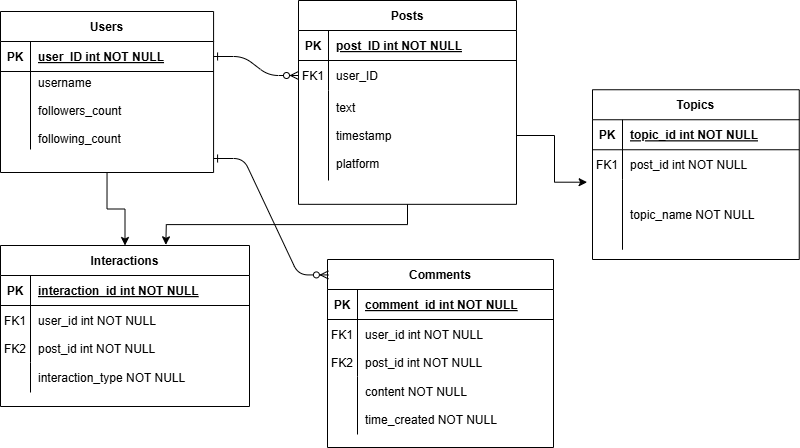 Users
PK user_ID int NOT NULL
username
followers_count
following_count
Posts
PK post_ID int NOT NULL
FK1 user_ID
text
timestamp
platform
Topics
PK topic_id int NOT NULL
FK1 post_id int NOT NULL
topic_name NOT NULL
Interactions
PK interaction_id int NOT NULL
FK1 user_id int NOT NULL
FK2 post_id int NOT NULL
interaction_type NOT NULL
Comments
PK comment_id int NOT NULL
FK1 user_id int NOT NULL
FK2 post_id int NOT NULL
content NOT NULL
time_created NOT NULL